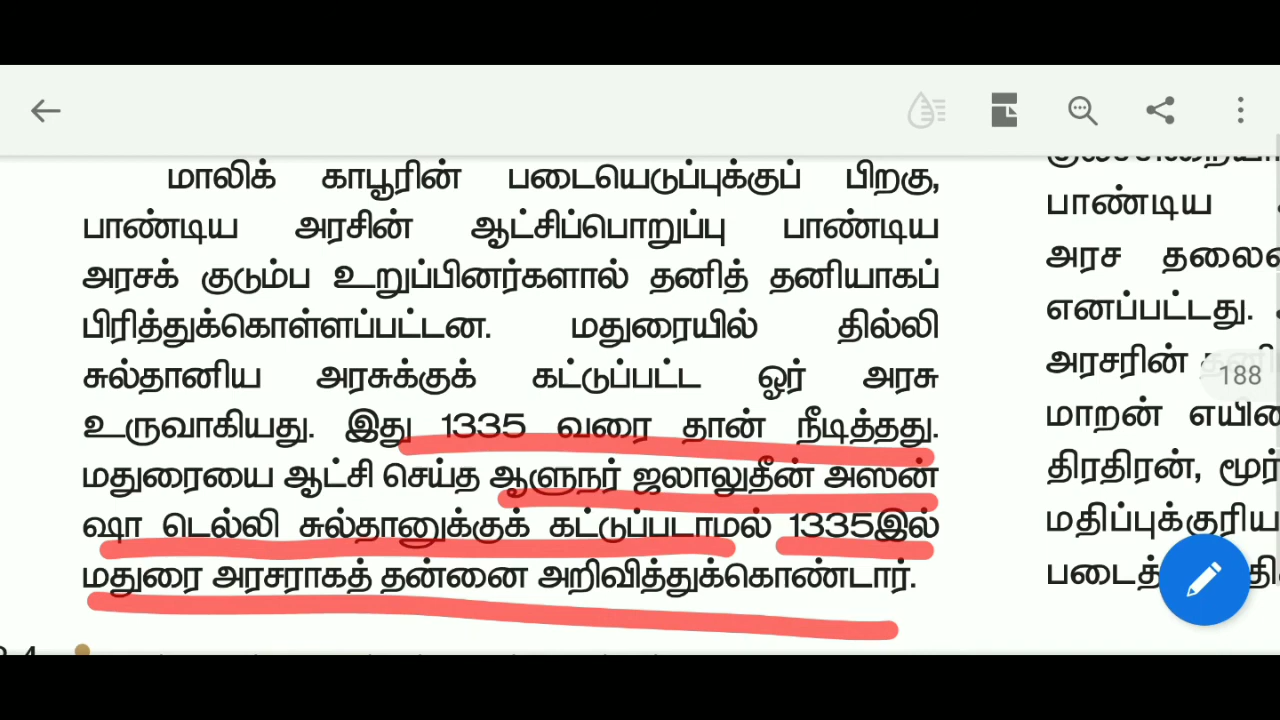 மாலிக் காபூரின் படையெடுப்புக்குப் பிறகு,
பாண்டிய அரசின் ஆட்சிப்பொறுப்பு பாண்டிய
அரசக் குடும்ப உறுப்பினர்களால் தனித் தனியாகப்
பிரித்துக்கொள்ளப்பட்டன. மதுரையில் தில்லி
சுல்தானிய அரசுக்குக் கட்டுப்பட்ட ஓர் அரசு
உருவாகியது. இது 1335 வரை தான் நீடித்தது.
மதுரையை ஆட்சி செய்த ஆளுநர் ஜலாலுதீன் அஸன்
ஷா டெல்லி சுல்தானுக்குக் கட்டுப்படாமல் 1335இல்
மதுரை அரசராகத் தன்னை அறிவித்துக்கொண்டார்.
பாண்டிய
அரச
எனப்பட்டது.
அரசரின்
188
மாறன்
திரதிரன்,